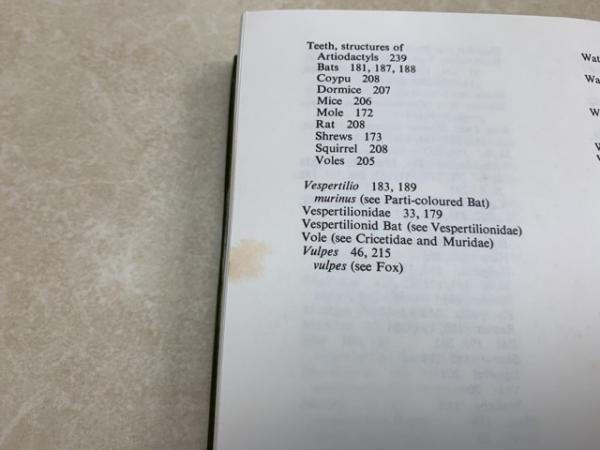 Teeth, structures of
Artiodactyls 239
Bats 181, 187, 188
Coypu 208
Dormice 207
Mice 206
Mole 172
Rat 208
Shrews 173
Squirrel 208
Voles 205
Vespertilio 183, 189
murinus (see Parti-coloured Bat)
Vespertilionidae 33, 179
Vespertilionid Bat (see Vespertilionidae)
Vole (see Cricetidae and Muridae)
Vulpes 46, 215
vulpes (see Fox)
Wat
Wa
W